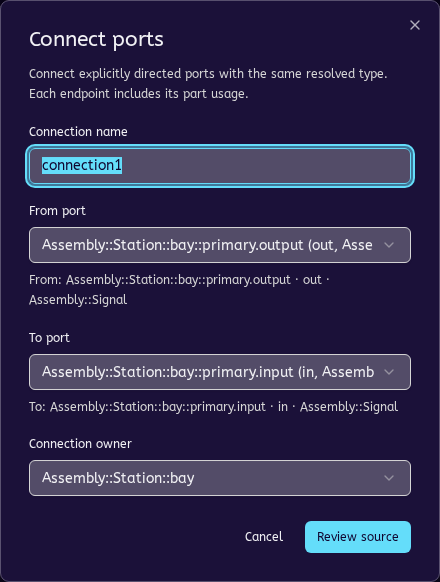 Connect ports
Connect explicitly directed ports with the same resolved type.
Each endpoint includes its part usage.
Connection name
connection1
From port
Assembly::Station::bay::primary.output (out, Asse
From: Assembly::Station::bay::primary.output · out ·
Assembly::Signal
To port
Assembly::Station::bay::primary.input (in, Assemb
To: Assembly::Station::bay::primary.input · in · Assembly::Signal
Connection owner
Assembly::Station::bay
Cancel
Review source